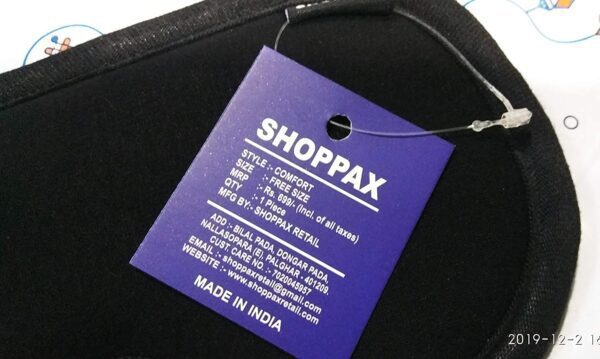 SHOPPAX
STYLE :- COMFORT
SIZE :- FREE SIZE
MRP :- Rs. 699/- (Incl. of all taxes)
QTY :- 1 Piece
MFG BY:- SHOPPAX RETAIL
ADD :- BILAL PADA, DONGAR PADA,
NALLASOPARA (E), PALGHAR - 401209.
CUST. CARE NO. :- 7020045957
EMAIL :- shoppaxretail@gmail.com
WEBSITE :- www.shoppaxretail.com
MADE IN INDIA
2019-12-2 16